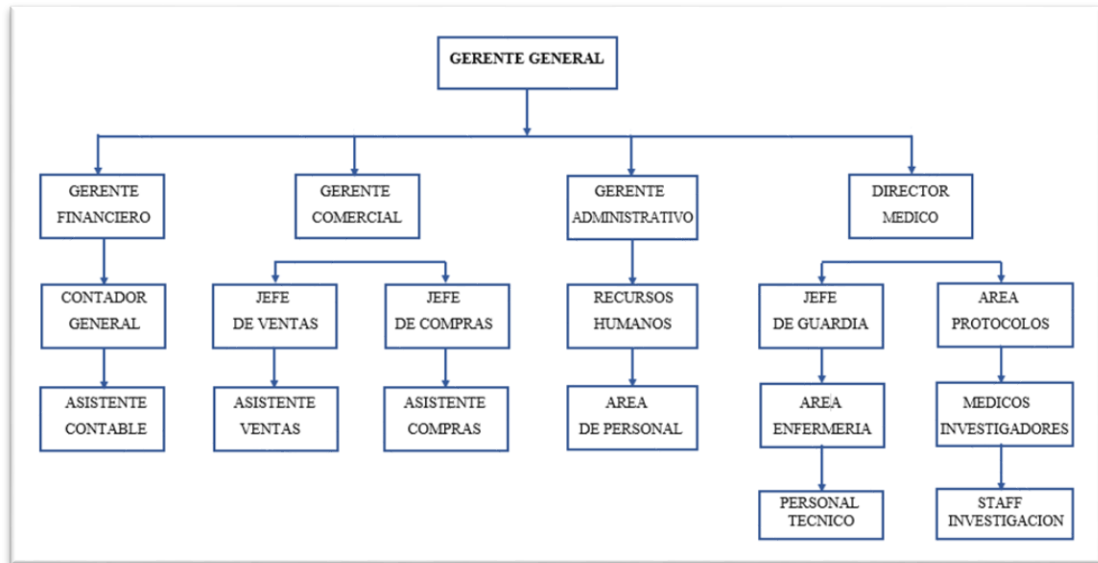 GERENTE GENERAL
GERENTE
FINANCIERO
GERENTE
COMERCIAL
GERENTE
ADMINISTRATIVO
DIRECTOR
MEDICO
CONTADOR
GENERAL
JEFE
DE VENTAS
JEFE
DE COMPRAS
RECURSOS
HUMANOS
JEFE
DE GUARDIA
AREA
PROTOCOLOS
ASISTENTE
CONTABLE
ASISTENTE
VENTAS
ASISTENTE
COMPRAS
AREA
DE PERSONAL
AREA
ENFERMERIA
MEDICOS
INVESTIGADORES
PERSONAL
TECNICO
STAFF
INVESTIGACION